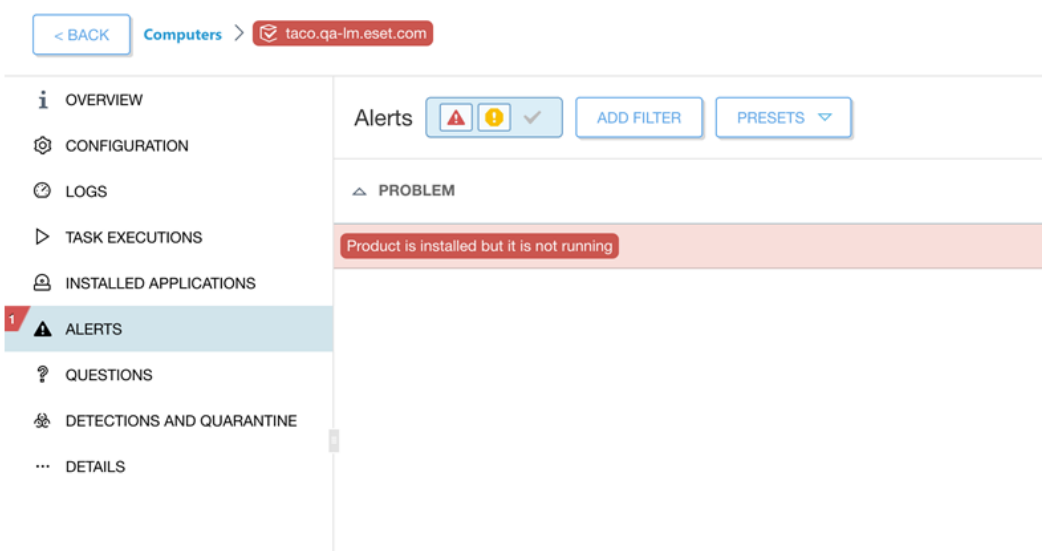 < BACK Computers > taco.qa-lm.eset.com
OVERVIEW
CONFIGURATION
LOGS
TASK EXECUTIONS
INSTALLED APPLICATIONS
1 ALERTS
QUESTIONS
DETECTIONS AND QUARANTINE
DETAILS
Alerts ADD FILTER PRESETS
PROBLEM
Product is installed but it is not running